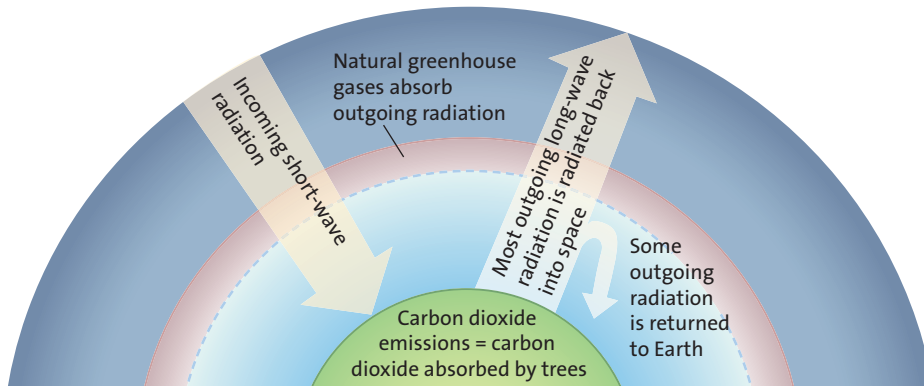 Incoming short-wave
radiation
Natural greenhouse
gases absorb
outgoing radiation
Most outgoing long-wave
radiation is radiated back
into space
Some
outgoing
radiation
is returned
to Earth
Carbon dioxide
emissions = carbon
dioxide absorbed by trees